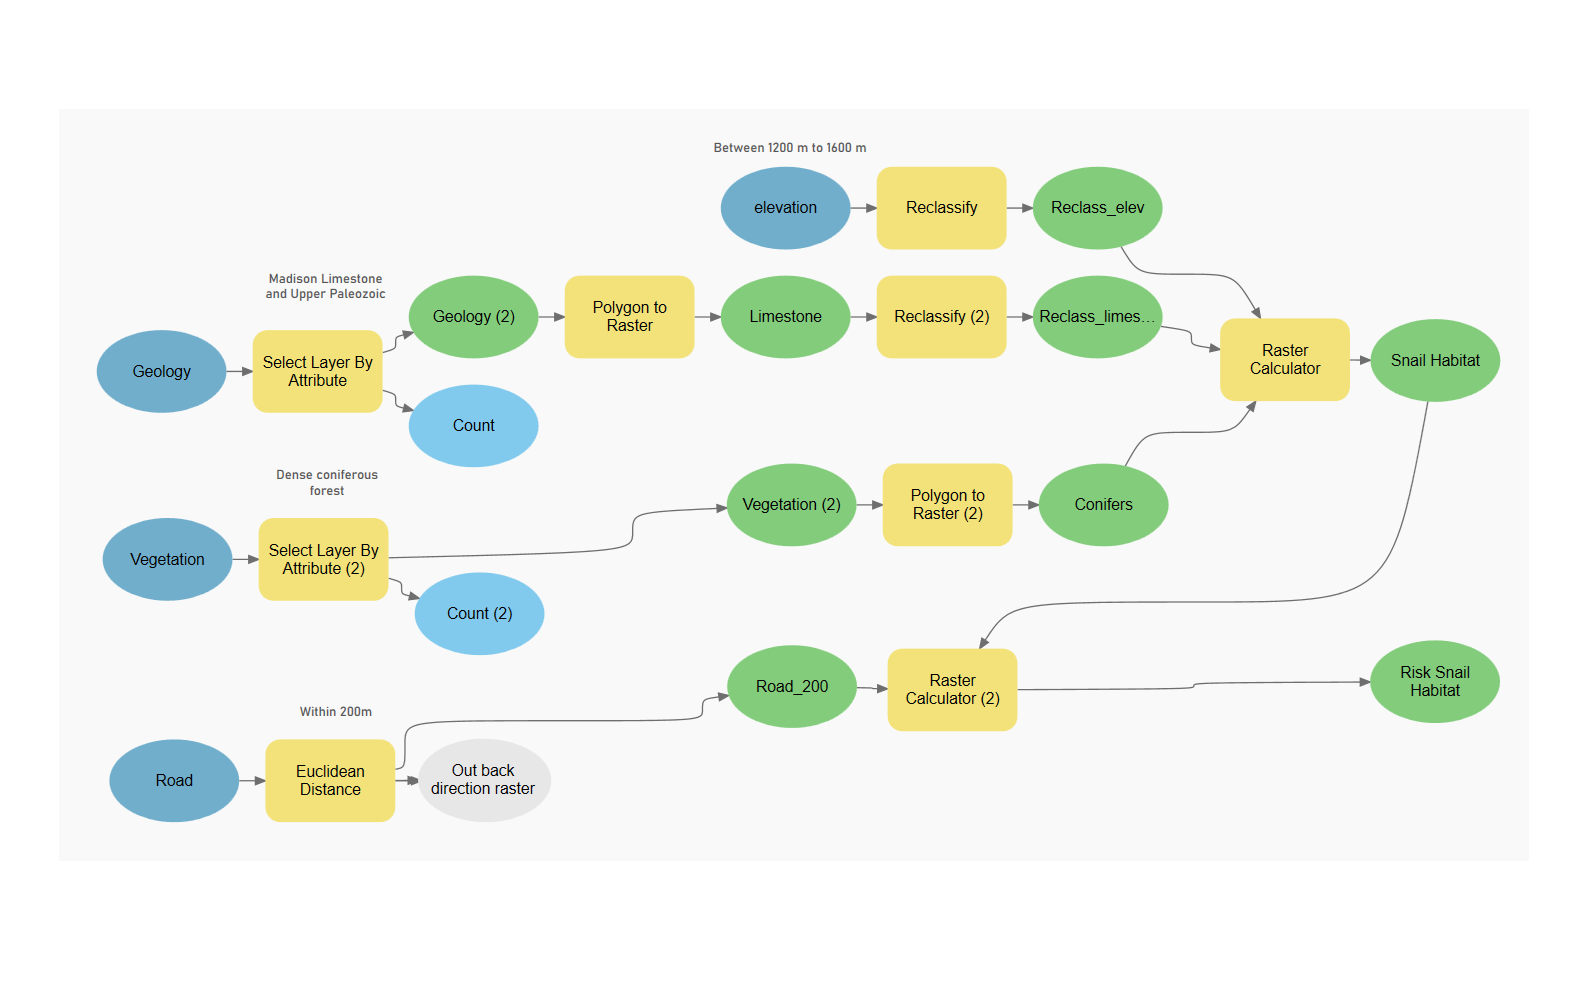 Between 1200 m to 1600 m
elevation
Reclassify
Reclass_elev
Madison Limestone
and Upper Paleozoic
Geology (2)
Polygon to
Raster
Limestone
Reclassify (2)
Reclass_limes...
Geology
Select Layer By
Attribute
Raster
Calculator
Snail Habitat
Count
Dense coniferous
forest
Vegetation (2)
Polygon to
Raster (2)
Conifers
Vegetation
Select Layer By
Attribute (2)
Count (2)
Road_200
Raster
Calculator (2)
Risk Snail
Habitat
Within 200m
Road
Euclidean
Distance
Out back
direction raster